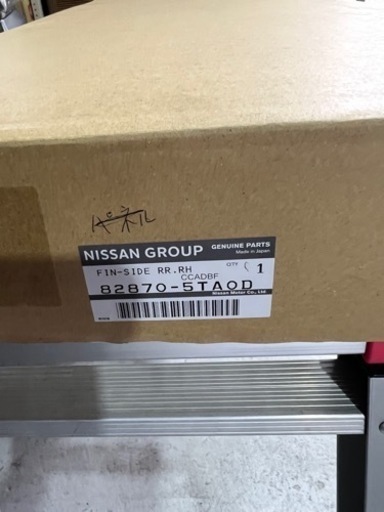 パネル
NISSAN GROUP GENUINE PARTS
Made in Japan
FIN-SIDE RR.RH QTY ( 1
CCADBF
82870-5TA0D
Nissan Motor Co., Ltd